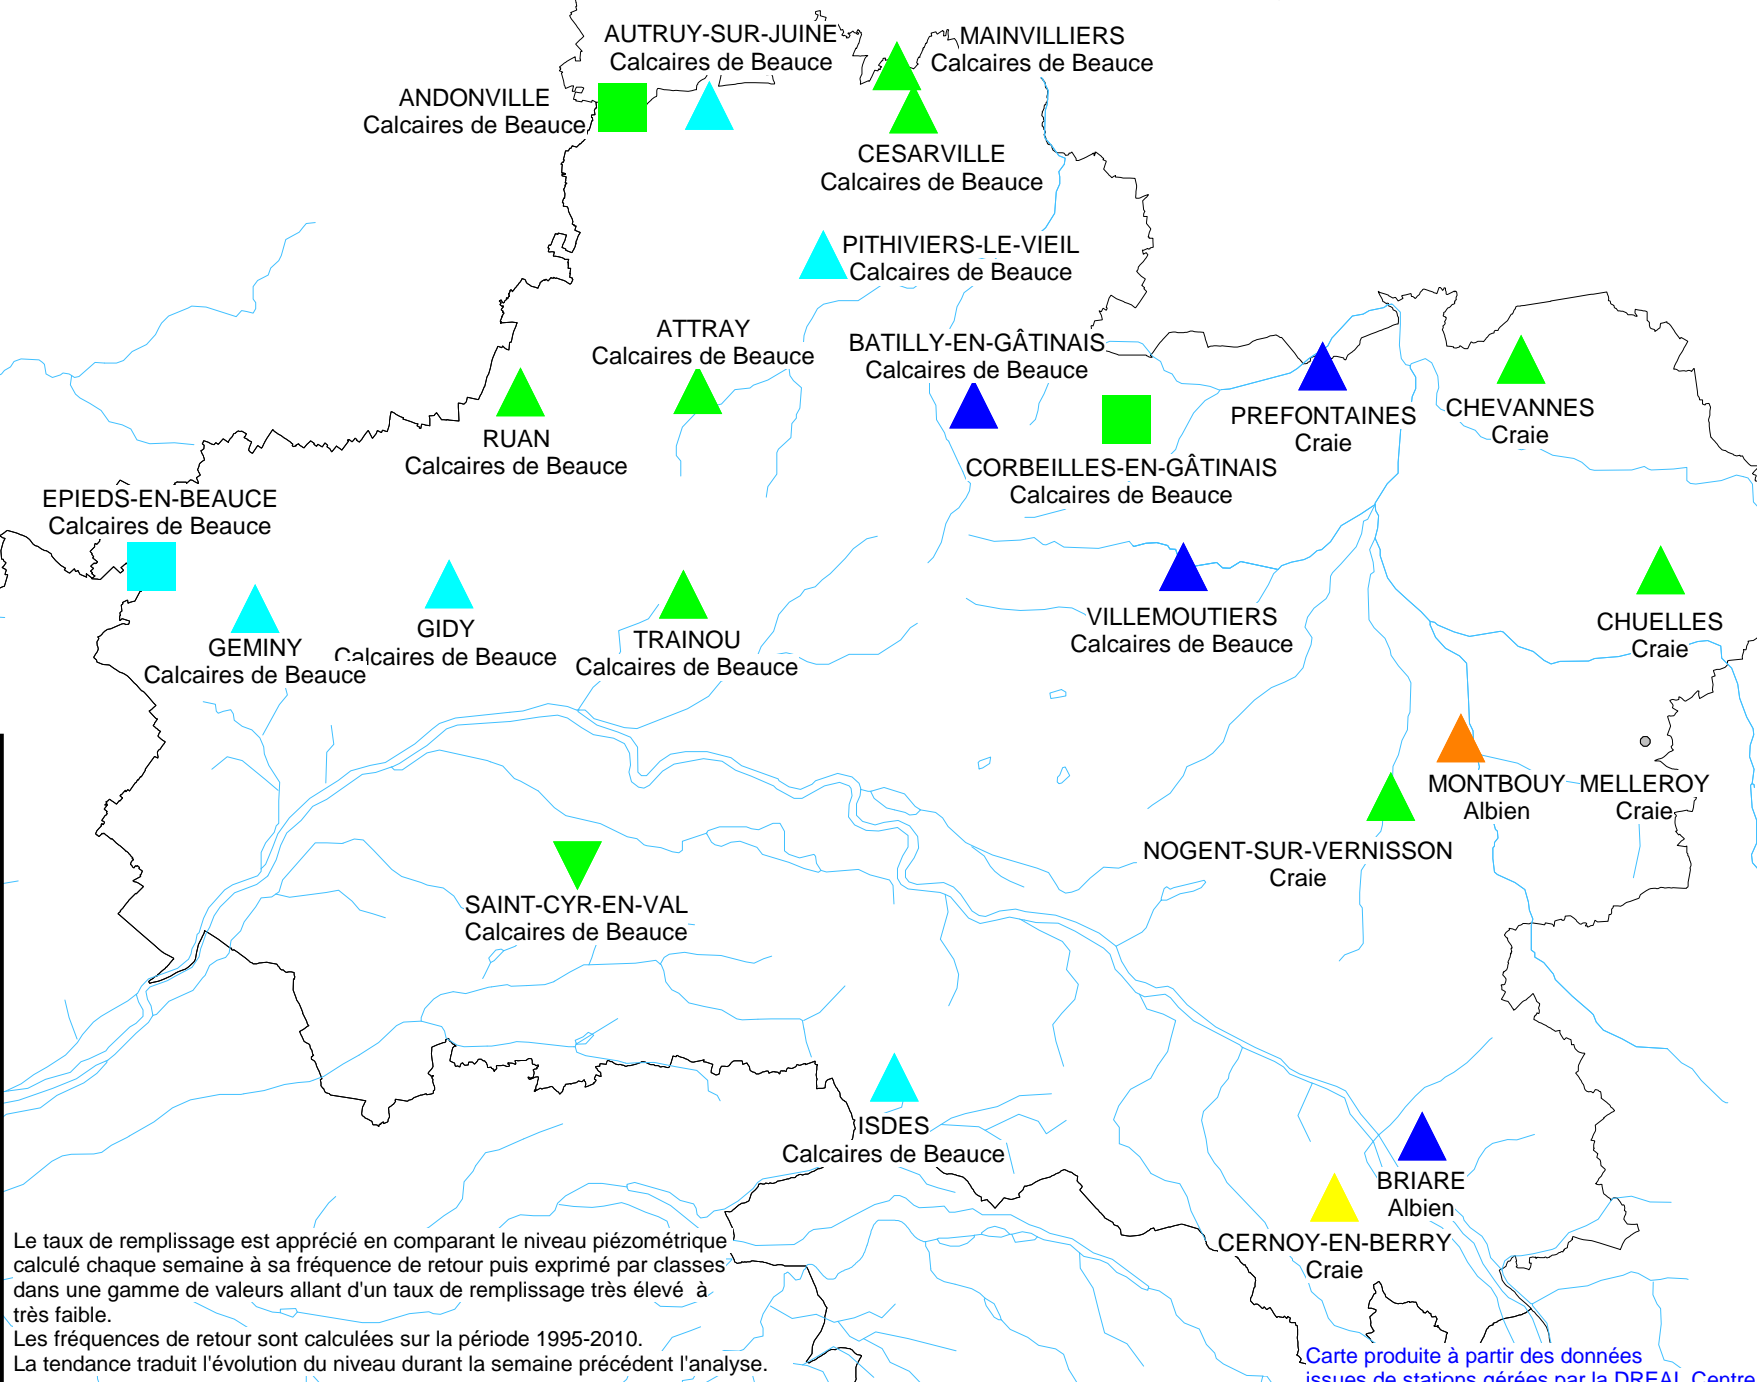 AUTRUY-SUR-JUINE
Calcaires de Beauce
MAINVILLIERS
Calcaires de Beauce
ANDONVILLE
Calcaires de Beauce
CESARVILLE
Calcaires de Beauce
PITHIVIERS-LE-VIEIL
Calcaires de Beauce
ATTRAY
Calcaires de Beauce
BATILLY-EN-GÂTINAIS
Calcaires de Beauce
PREFONTAINES
Craie
CHEVANNES
Craie
RUAN
Calcaires de Beauce
CORBEILLES-EN-GÂTINAIS
Calcaires de Beauce
EPIEDS-EN-BEAUCE
Calcaires de Beauce
GEMINY
Calcaires de Beauce
GIDY
Calcaires de Beauce
TRAINOU
Calcaires de Beauce
VILLEMOUTIERS
Calcaires de Beauce
CHUELLES
Craie
MONTBOUY
Albien
MELLEROY
Craie
NOGENT-SUR-VERNISSON
Craie
SAINT-CYR-EN-VAL
Calcaires de Beauce
ISDES
Calcaires de Beauce
BRIARE
Albien
CERNOY-EN-BERRY
Craie
Le taux de remplissage est apprécié en comparant le niveau piézométrique
calculé chaque semaine à sa fréquence de retour puis exprimé par classes
dans une gamme de valeurs allant d'un taux de remplissage très élevé à
très faible.
Les fréquences de retour sont calculées sur la période 1995-2010.
La tendance traduit l'évolution du niveau durant la semaine précédent l'analyse.
Carte produite à partir des données
issues de stations gérées par la DREAL Centre